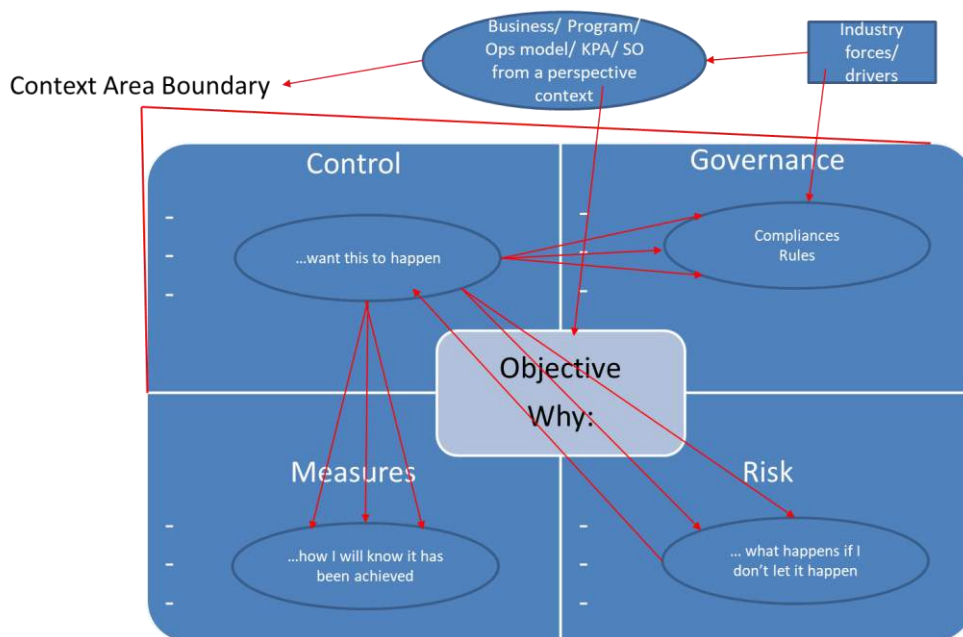 Business/ Program/
Ops model/ KPA/ SO
from a perspective
context
Industry
forces/
drivers
Context Area Boundary
Control
Governance
-
-
-
...want this to happen
-
-
-
Compliances
Rules
Objective
Why:
Measures
Risk
-
-
-
...how I will know it has
been achieved
-
-
-
... what happens if I
don't let it happen